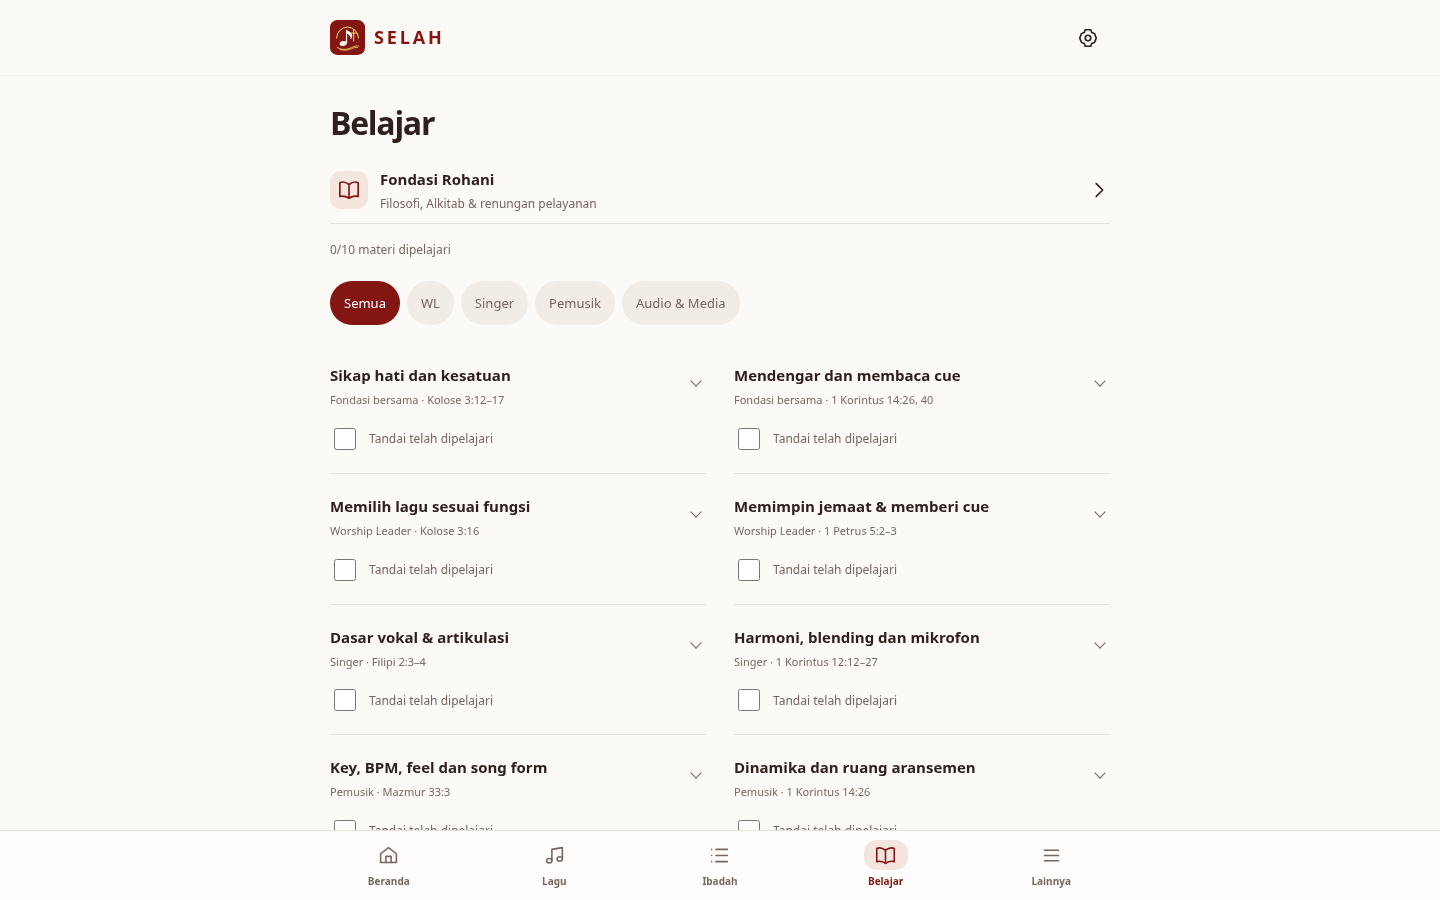 SELAH
Belajar
Fondasi Rohani
Filosofi, Alkitab & renungan pelayanan
0/10 materi dipelajari
Semua
WL
Singer
Pemusik
Audio & Media
Sikap hati dan kesatuan
Fondasi bersama · Kolose 3:12–17
Tandai telah dipelajari
Mendengar dan membaca cue
Fondasi bersama · 1 Korintus 14:26, 40
Tandai telah dipelajari
Memilih lagu sesuai fungsi
Worship Leader · Kolose 3:16
Tandai telah dipelajari
Memimpin jemaat & memberi cue
Worship Leader · 1 Petrus 5:2–3
Tandai telah dipelajari
Dasar vokal & artikulasi
Singer · Filipi 2:3–4
Tandai telah dipelajari
Harmoni, blending dan mikrofon
Singer · 1 Korintus 12:12–27
Tandai telah dipelajari
Key, BPM, feel dan song form
Pemusik · Mazmur 33:3
Tandai telah dipelajari
Dinamika dan ruang aransemen
Pemusik · 1 Korintus 14:26
Tandai telah dipelajari
Beranda
Lagu
Ibadah
Belajar
Lainnya